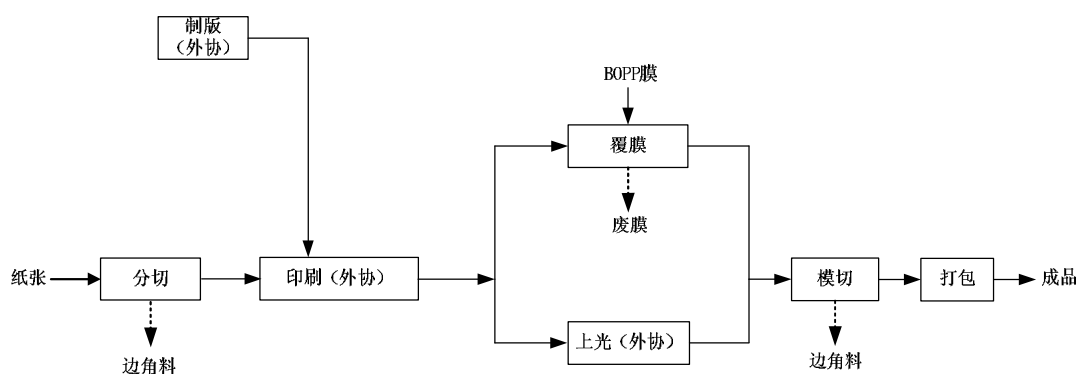 制版
（外协）
BOPP膜
覆膜
废膜
纸张
分切
印刷（外协）
模切
打包
成品
上光（外协）
边角料
边角料